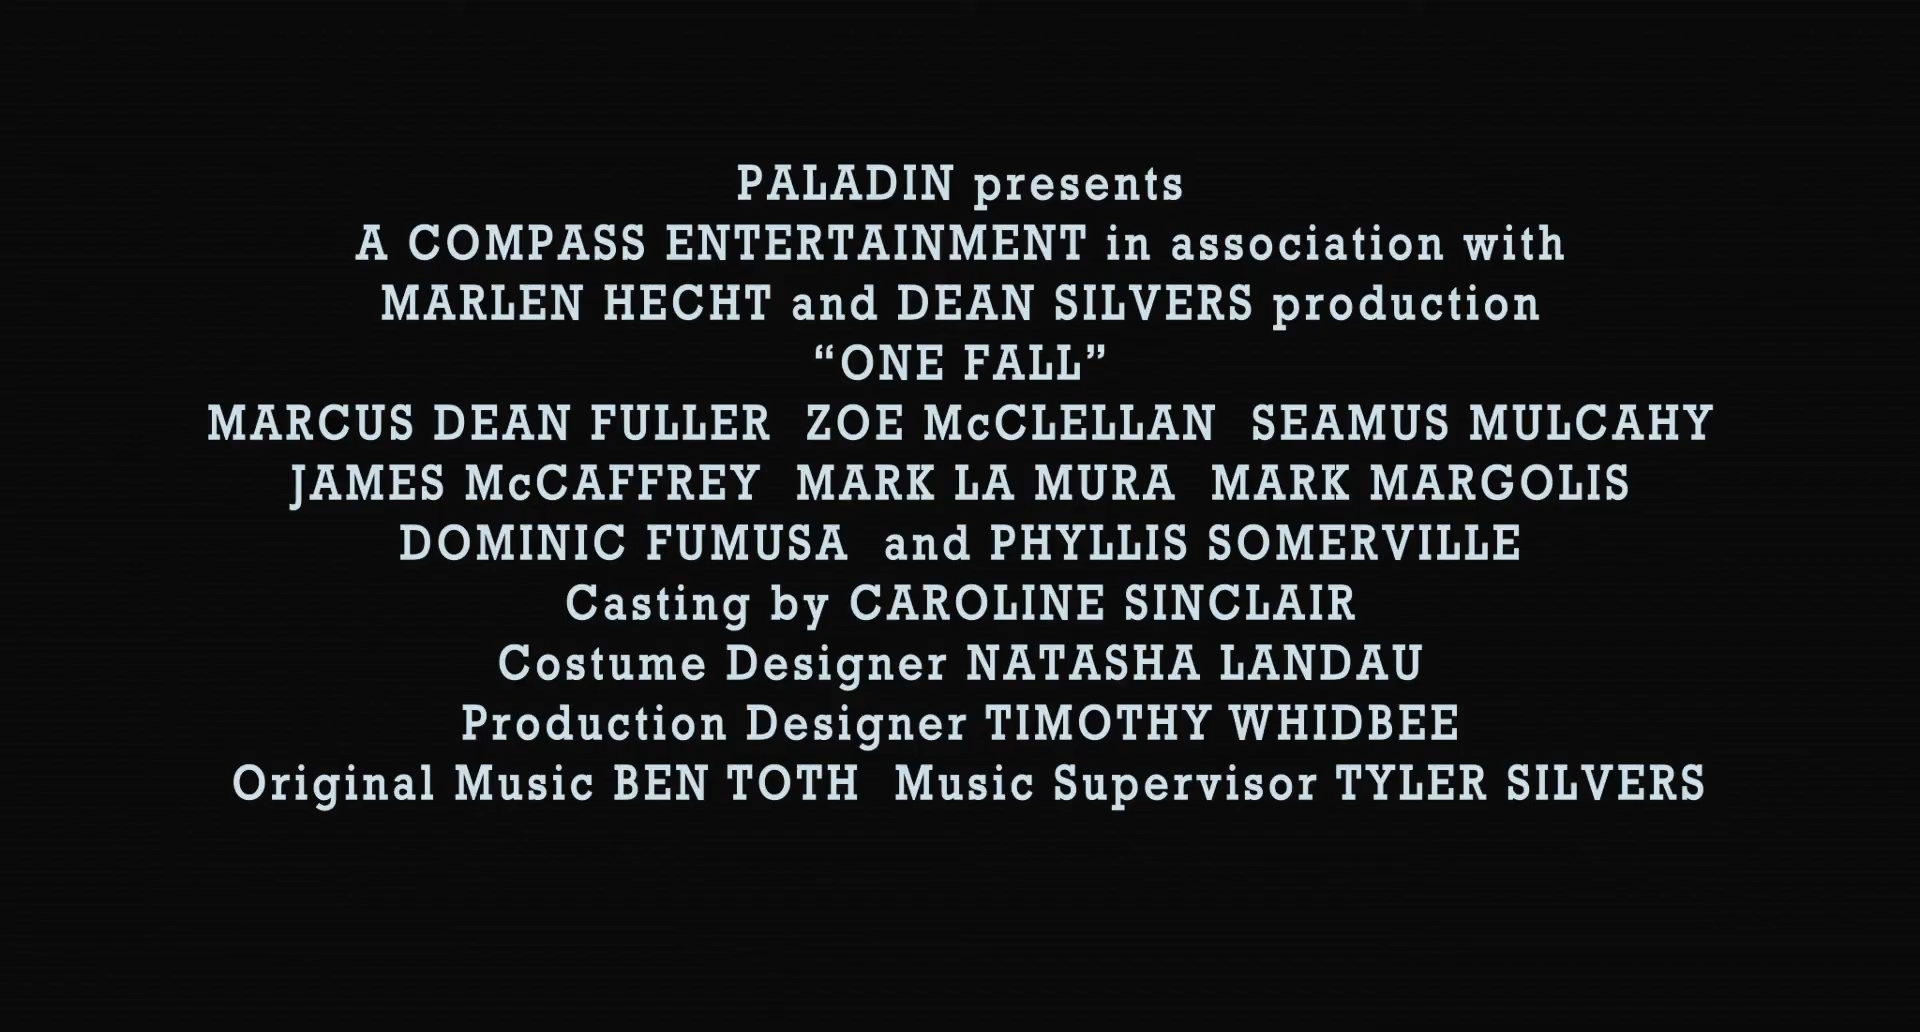 PALADIN presents
A COMPASS ENTERTAINMENT in association with
MARLEN HECHT and DEAN SILVERS production
“ONE FALL”
MARCUS DEAN FULLER ZOE McCLELLAN SEAMUS MULCAHY
JAMES McCAFFREY MARK LA MURA MARK MARGOLIS
DOMINIC FUMUSA and PHYLLIS SOMERVILLE
Casting by CAROLINE SINCLAIR
Costume Designer NATASHA LANDAU
Production Designer TIMOTHY WHIDBEE
Original Music BEN TOTH Music Supervisor TYLER SILVERS